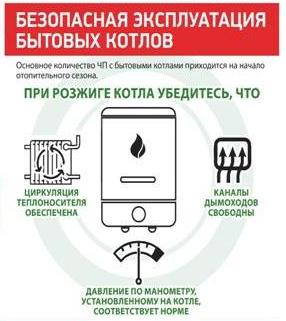 БЕЗОПАСНАЯ ЭКСПЛУАТАЦИЯ
БЫТОВЫХ КОТЛОВ
Основное количество ЧП с бытовыми котлами приходится на начало
отопительного сезона.
ПРИ РОЗЖИГЕ КОТЛА УБЕДИТЕСЬ, ЧТО
ЦИРКУЛЯЦИЯ
ТЕПЛОНОСИТЕЛЯ
ОБЕСПЕЧЕНА
КАНАЛЫ
ДЫМОХОДОВ
СВОБОДНЫ
ДАВЛЕНИЕ ПО МАНОМЕТРУ,
УСТАНОВЛЕННОМУ НА КОТЛЕ,
СООТВЕТСТВУЕТ НОРМЕ